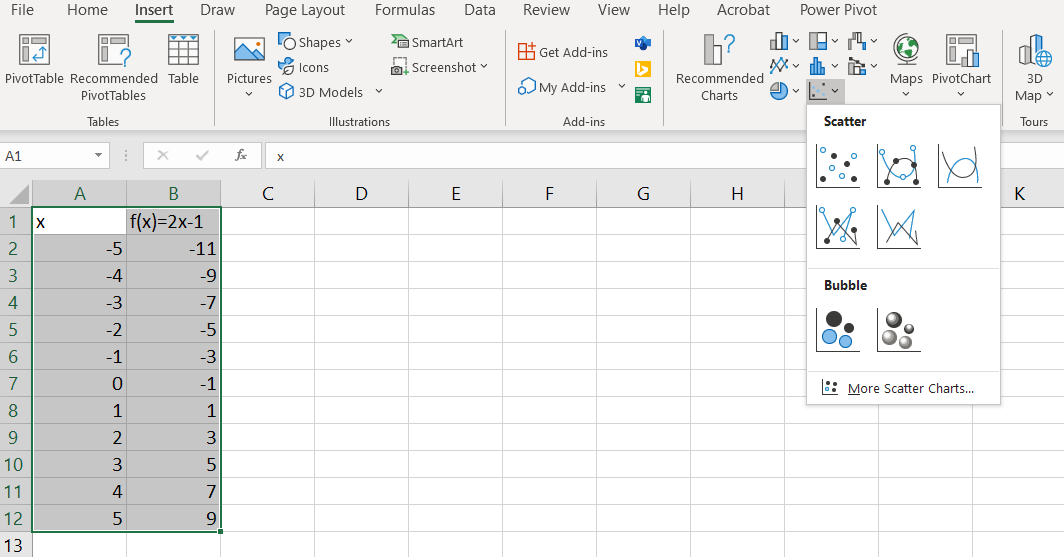 File Home Insert Draw Page Layout Formulas Data Review View Help Acrobat Power Pivot
PivotTable Recommended PivotTables Table
Tables
Pictures Shapes Icons 3D Models SmartArt Screenshot
Illustrations
Get Add-ins
My Add-ins
Add-ins
Recommended Charts
Maps PivotChart
3D Map
Tours
Scatter
Bubble
More Scatter Charts...
A1 fx x
A B C D E F G H K
1 x f(x)=2x-1
2 -5 -11
3 -4 -9
4 -3 -7
5 -2 -5
6 -1 -3
7 0 -1
8 1 1
9 2 3
10 3 5
11 4 7
12 5 9
13